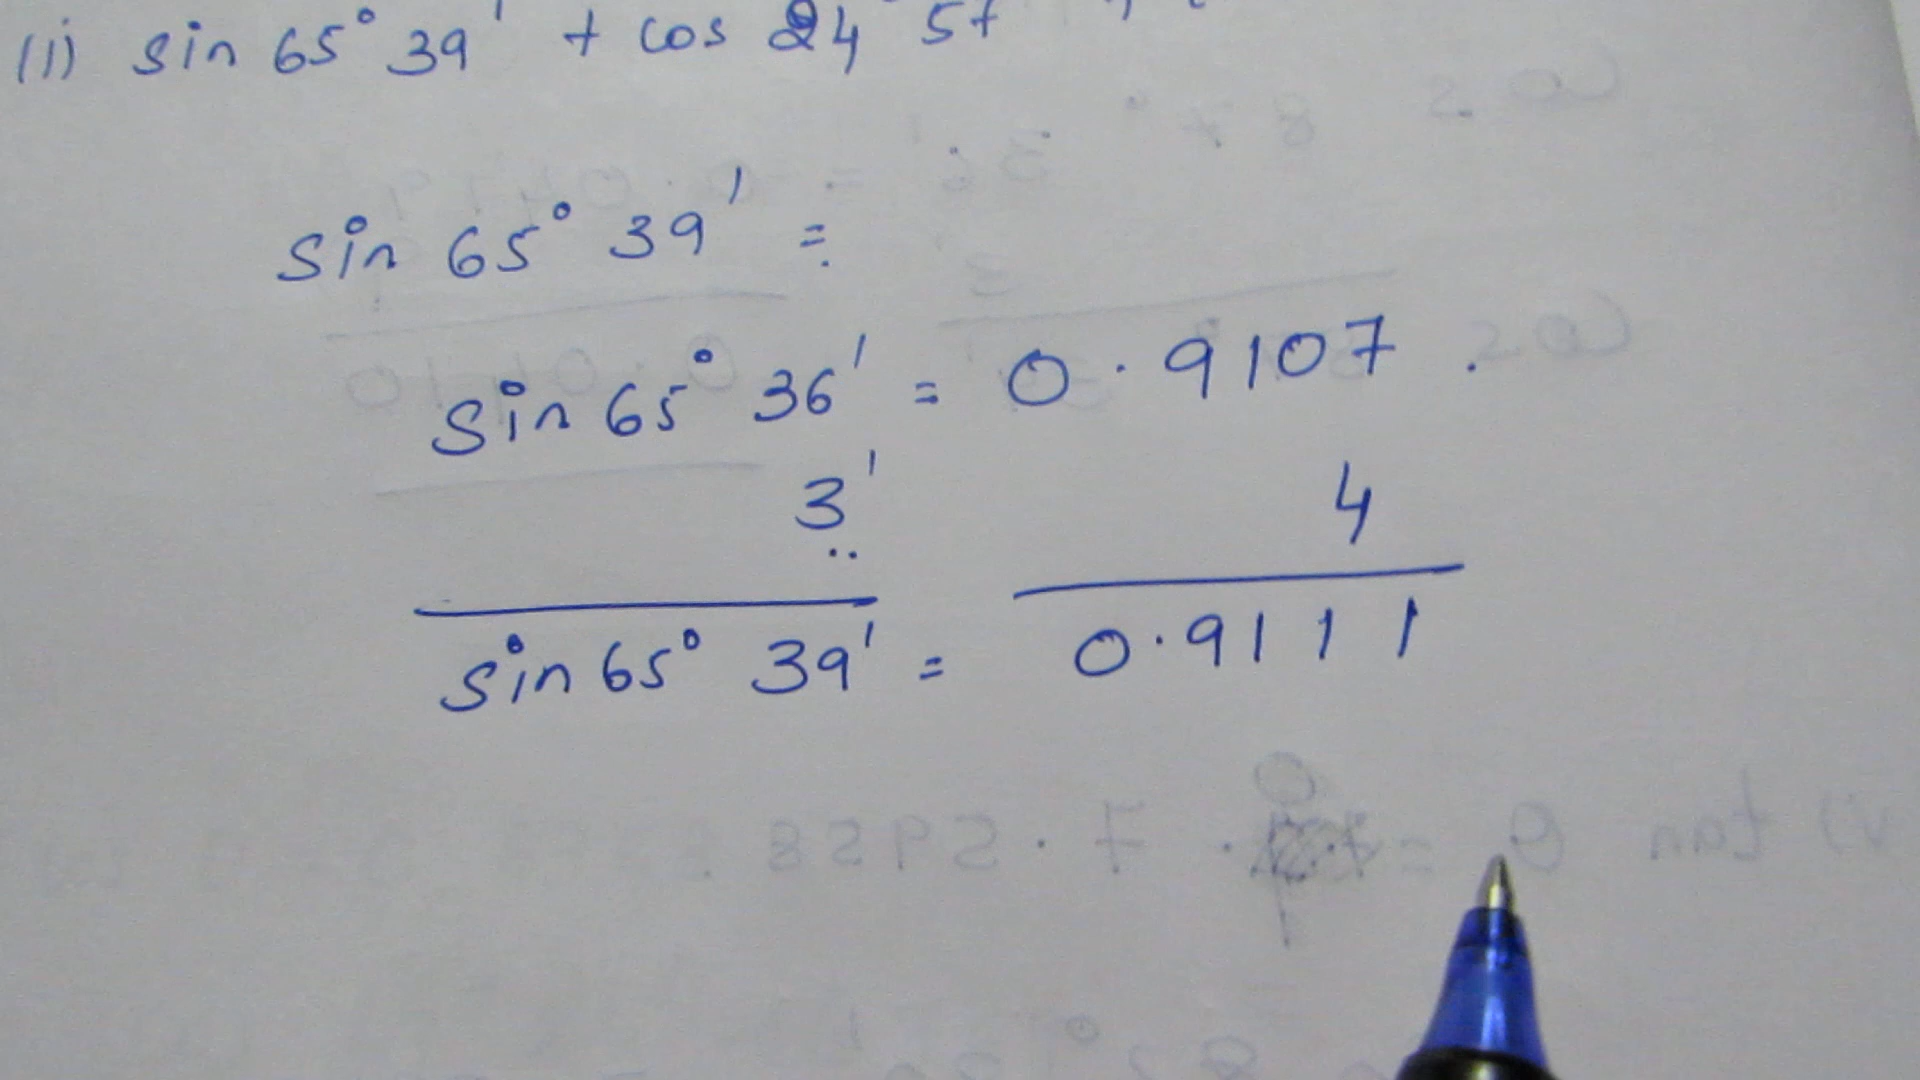 (i) sin 65° 39' + cos 24° 57
sin 65° 39' =
sin 65° 36' = 0.9107
3' 4
sin 65° 39' = 0.9111